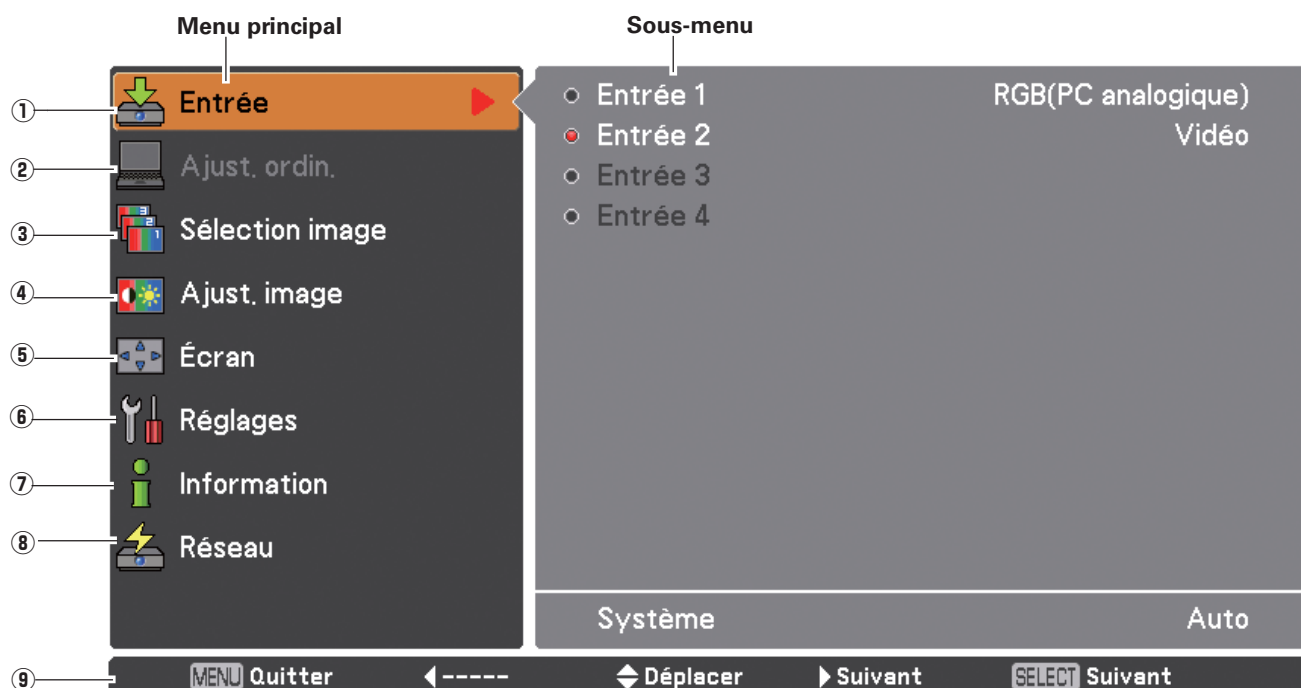 Menu principal
Sous-menu
① Entrée
② Ajust. ordin.
③ Sélection image
④ Ajust. image
⑤ Écran
⑥ Réglages
⑦ Information
⑧ Réseau
Entrée 1 RGB(PC analogique)
Entrée 2 Vidéo
Entrée 3
Entrée 4
Système Auto
⑨ MENU Quitter ----- Déplacer Suivant SELECT Suivant